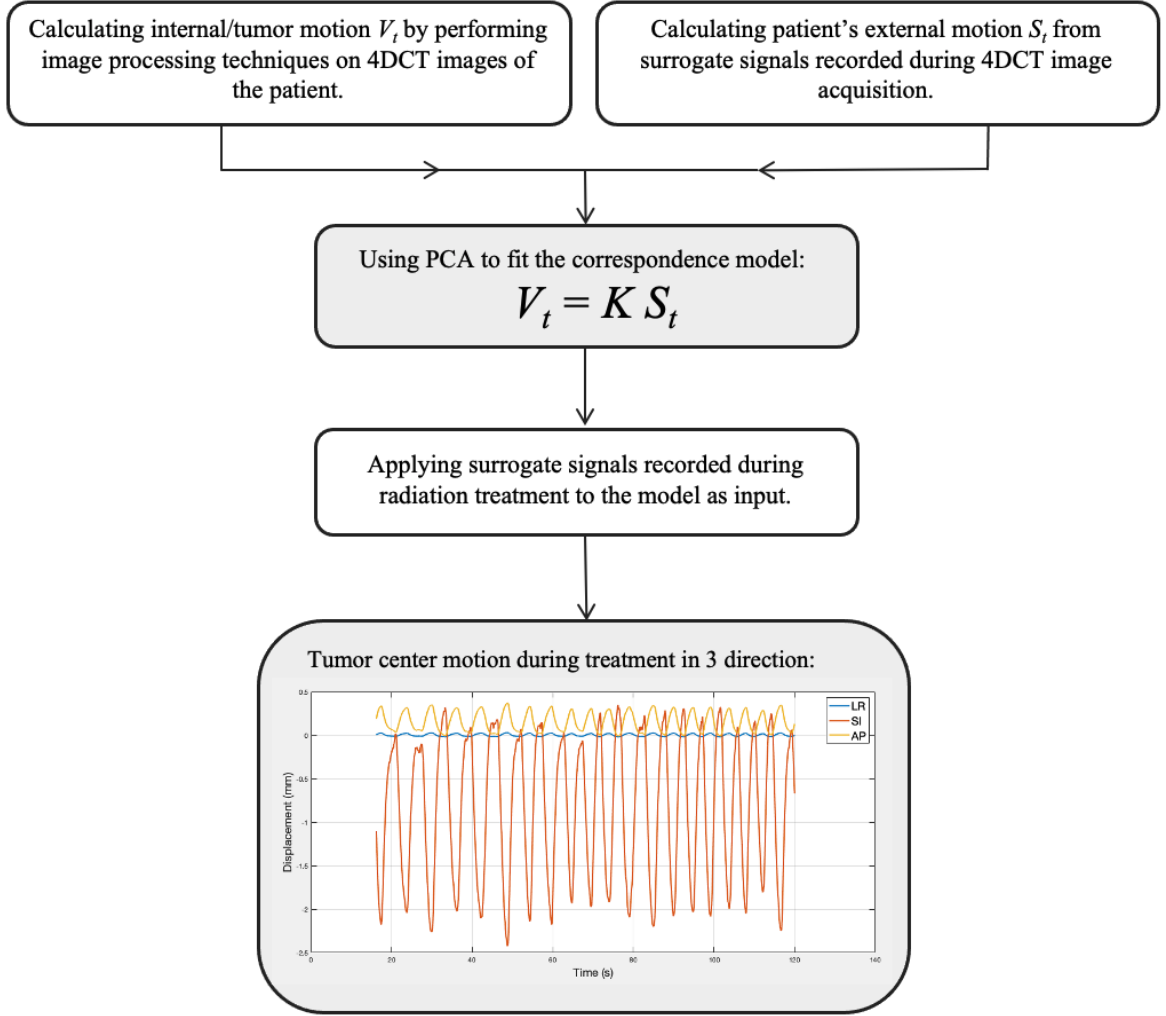 Calculating internal/tumor motion Vt by performing
image processing techniques on 4DCT images of
the patient.
Calculating patient's external motion St from
surrogate signals recorded during 4DCT image
acquisition.
Using PCA to fit the correspondence model:
Vt = K St
Applying surrogate signals recorded during
radiation treatment to the model as input.
Tumor center motion during treatment in 3 direction:
0.5
0
-0.5
-1
-1.5
-2
-2.5
Displacement (mm)
LR
SI
AP
0 20 40 60 80 100 120 140
Time (s)